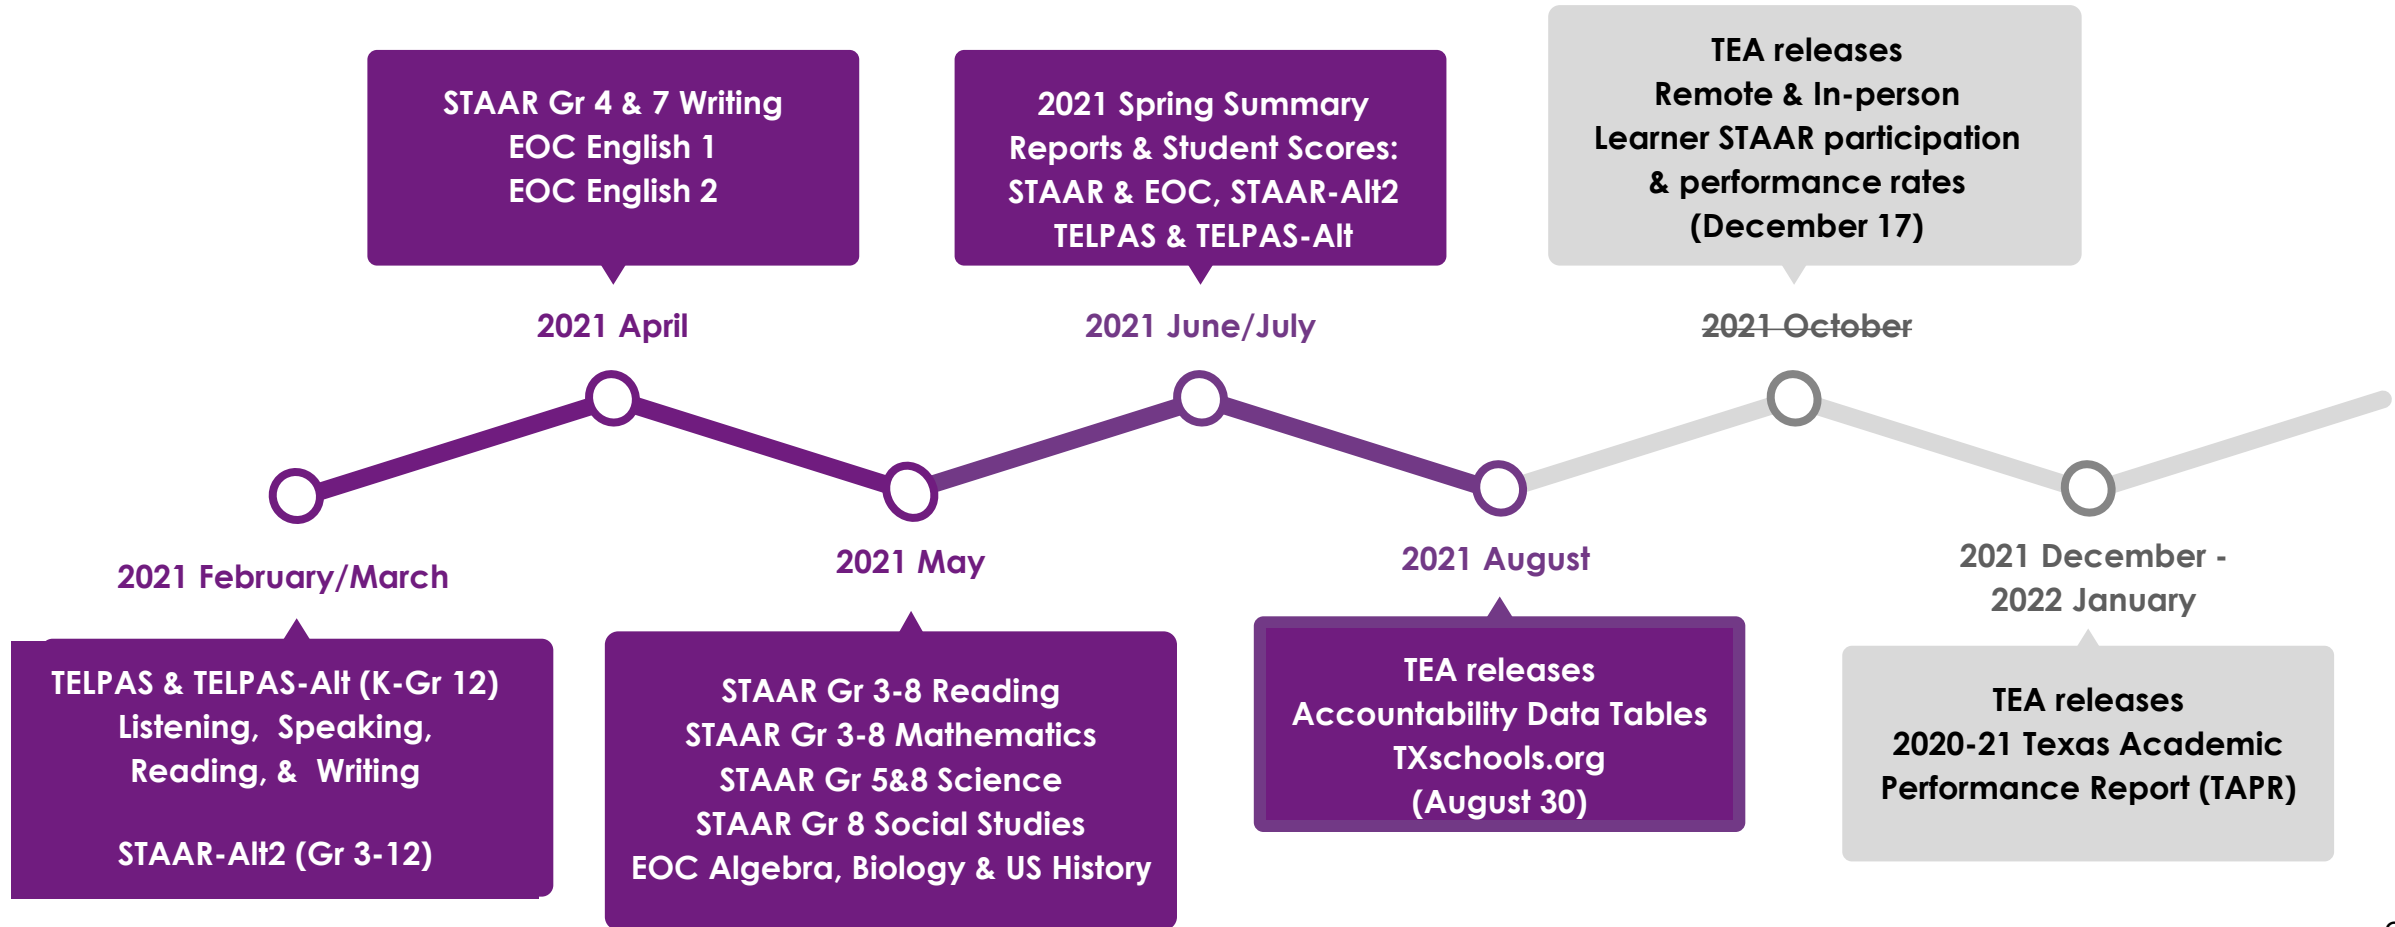 2021 February/March
TELPAS & TELPAS-Alt (K-Gr 12)
Listening, Speaking,
Reading, & Writing
STAAR-Alt2 (Gr 3-12)
STAAR Gr 4 & 7 Writing
EOC English 1
EOC English 2
2021 April
2021 May
STAAR Gr 3-8 Reading
STAAR Gr 3-8 Mathematics
STAAR Gr 5&8 Science
STAAR Gr 8 Social Studies
EOC Algebra, Biology & US History
2021 Spring Summary
Reports & Student Scores:
STAAR & EOC, STAAR-Alt2
TELPAS & TELPAS-Alt
2021 June/July
2021 August
TEA releases
Accountability Data Tables
TXschools.org
(August 30)
TEA releases
Remote & In-person
Learner STAAR participation
& performance rates
(December 17)
2021 October
2021 December -
2022 January
TEA releases
2020-21 Texas Academic
Performance Report (TAPR)